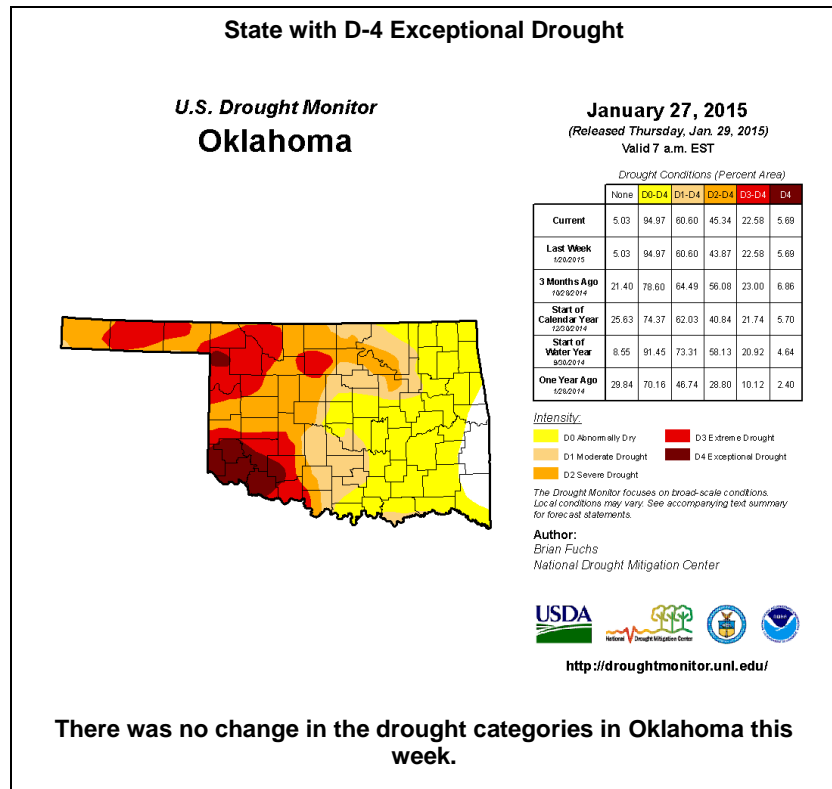 State with D-4 Exceptional Drought
U.S. Drought Monitor
Oklahoma
January 27, 2015
(Released Thursday, Jan. 29, 2015)
Valid 7 a.m. EST
Drought Conditions (Percent Area)
None D0-D4 D1-D4 D2-D4 D3-D4 D4
Current 5.03 94.97 60.60 45.34 22.58 5.69
Last Week 5.03 94.97 60.60 43.87 22.58 5.69
1/20/2015
3 Months Ago 21.40 78.60 64.49 56.08 23.00 6.86
10/28/2014
Start of
Calendar Year 25.63 74.37 62.03 40.84 21.74 5.70
12/30/2014
Start of
Water Year 8.55 91.45 73.31 58.13 20.92 4.64
9/30/2014
One Year Ago 29.84 70.16 46.74 28.80 10.12 2.40
1/28/2014
Intensity:
D0 Abnormally Dry D3 Extreme Drought
D1 Moderate Drought D4 Exceptional Drought
D2 Severe Drought
The Drought Monitor focuses on broad-scale conditions.
Local conditions may vary. See accompanying text summary
for forecast statements.
Author:
Brian Fuchs
National Drought Mitigation Center
USDA
National Drought Mitigation Center
http://droughtmonitor.unl.edu/
There was no change in the drought categories in Oklahoma this
week.